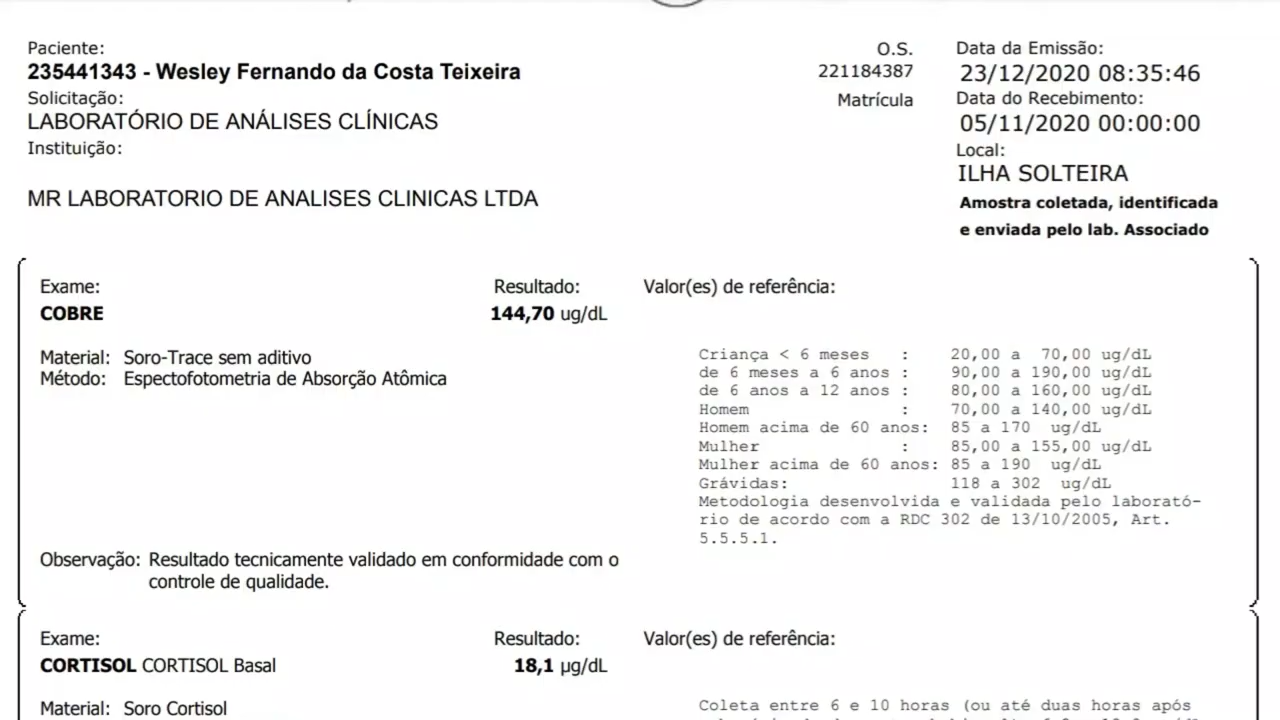 Paciente:
235441343 - Wesley Fernando da Costa Teixeira
Solicitação:
LABORATÓRIO DE ANÁLISES CLÍNICAS
Instituição:
MR LABORATORIO DE ANALISES CLINICAS LTDA
O.S.
221184387
Matrícula
Data da Emissão:
23/12/2020 08:35:46
Data do Recebimento:
05/11/2020 00:00:00
Local:
ILHA SOLTEIRA
Amostra coletada, identificada
e enviada pelo lab. Associado
Exame: Resultado: Valor(es) de referência:
COBRE 144,70 ug/dL
Material: Soro-Trace sem aditivo
Método: Espectofotometria de Absorção Atômica
Criança < 6 meses : 20,00 a 70,00 ug/dL
de 6 meses a 6 anos : 90,00 a 190,00 ug/dL
de 6 anos a 12 anos : 80,00 a 160,00 ug/dL
Homem : 70,00 a 140,00 ug/dL
Homem acima de 60 anos: 85 a 170 ug/dL
Mulher : 85,00 a 155,00 ug/dL
Mulher acima de 60 anos: 85 a 190 ug/dL
Grávidas: 118 a 302 ug/dL
Metodologia desenvolvida e validada pelo laborató-
rio de acordo com a RDC 302 de 13/10/2005, Art.
5.5.5.1.
Observação: Resultado tecnicamente validado em conformidade com o
controle de qualidade.
Exame: Resultado: Valor(es) de referência:
CORTISOL CORTISOL Basal 18,1 µg/dL
Material: Soro Cortisol
Coleta entre 6 e 10 horas (ou até duas horas após